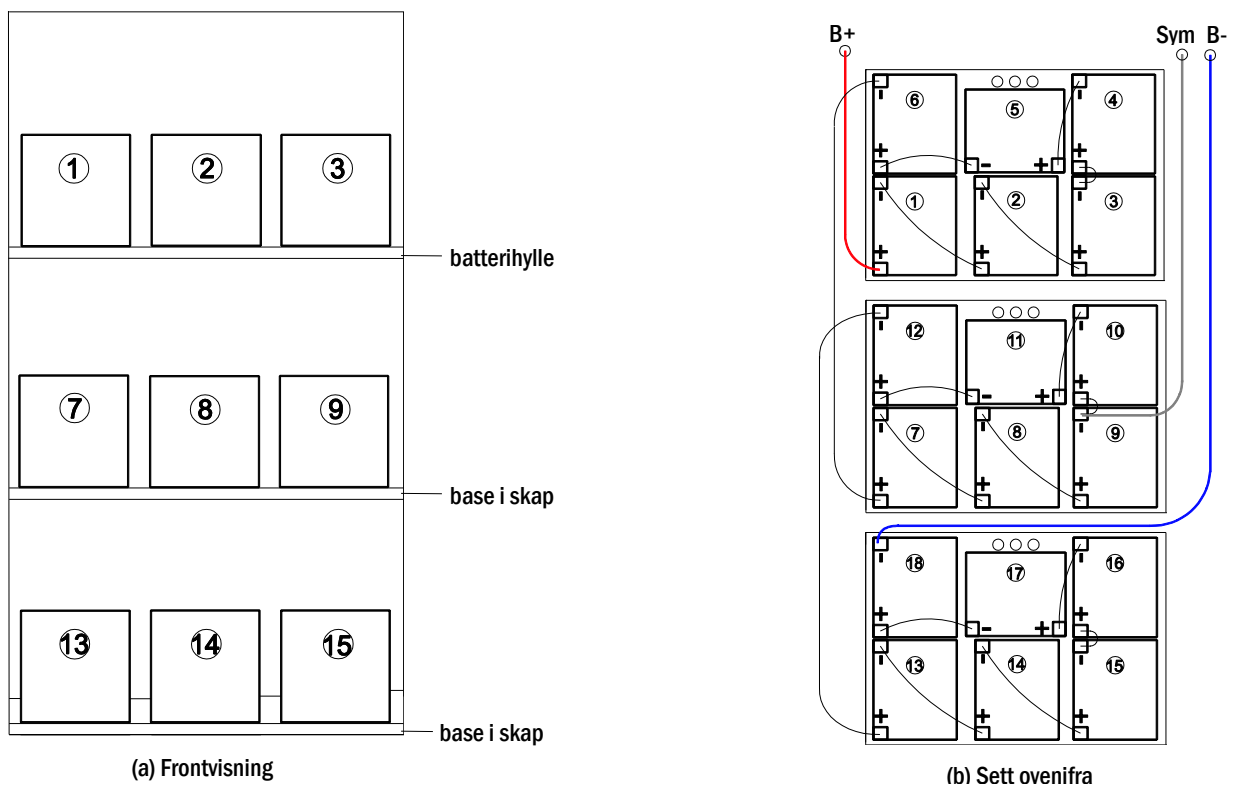 1 2 3
batterihylle
7 8 9
base i skap
13 14 15
base i skap
(a) Frontvisning
B+ Sym B-
6 5 4
- - -
+ - +
+
1 2 3
- - -
+ + +
12 11 10
- -
+ - + +
7 8 9
- - -
+ + +
18 17 16
- -
+ - + +
13 14 15
- - -
+ + +
(b) Sett ovenifra